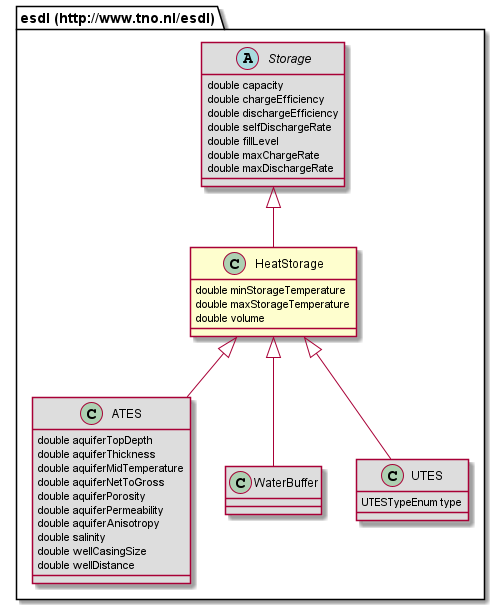 esdl (http://www.tno.nl/esdl)
A Storage
double capacity
double chargeEfficiency
double dischargeEfficiency
double selfDischargeRate
double fillLevel
double maxChargeRate
double maxDischargeRate
C HeatStorage
double minStorageTemperature
double maxStorageTemperature
double volume
C ATES
double aquiferTopDepth
double aquiferThickness
double aquiferMidTemperature
double aquiferNetToGross
double aquiferPorosity
double aquiferPermeability
double aquiferAnisotropy
double salinity
double wellCasingSize
double wellDistance
C WaterBuffer
C UTES
UTESTypeEnum type